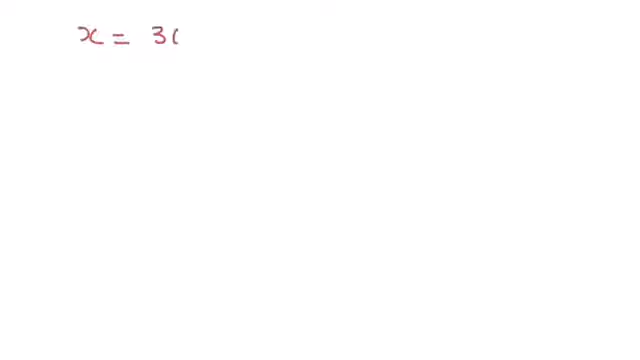 x = 3(